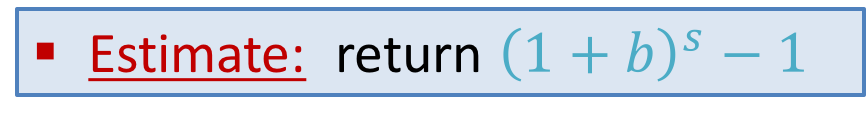 ▪ Estimate: return (1 + b)^s − 1